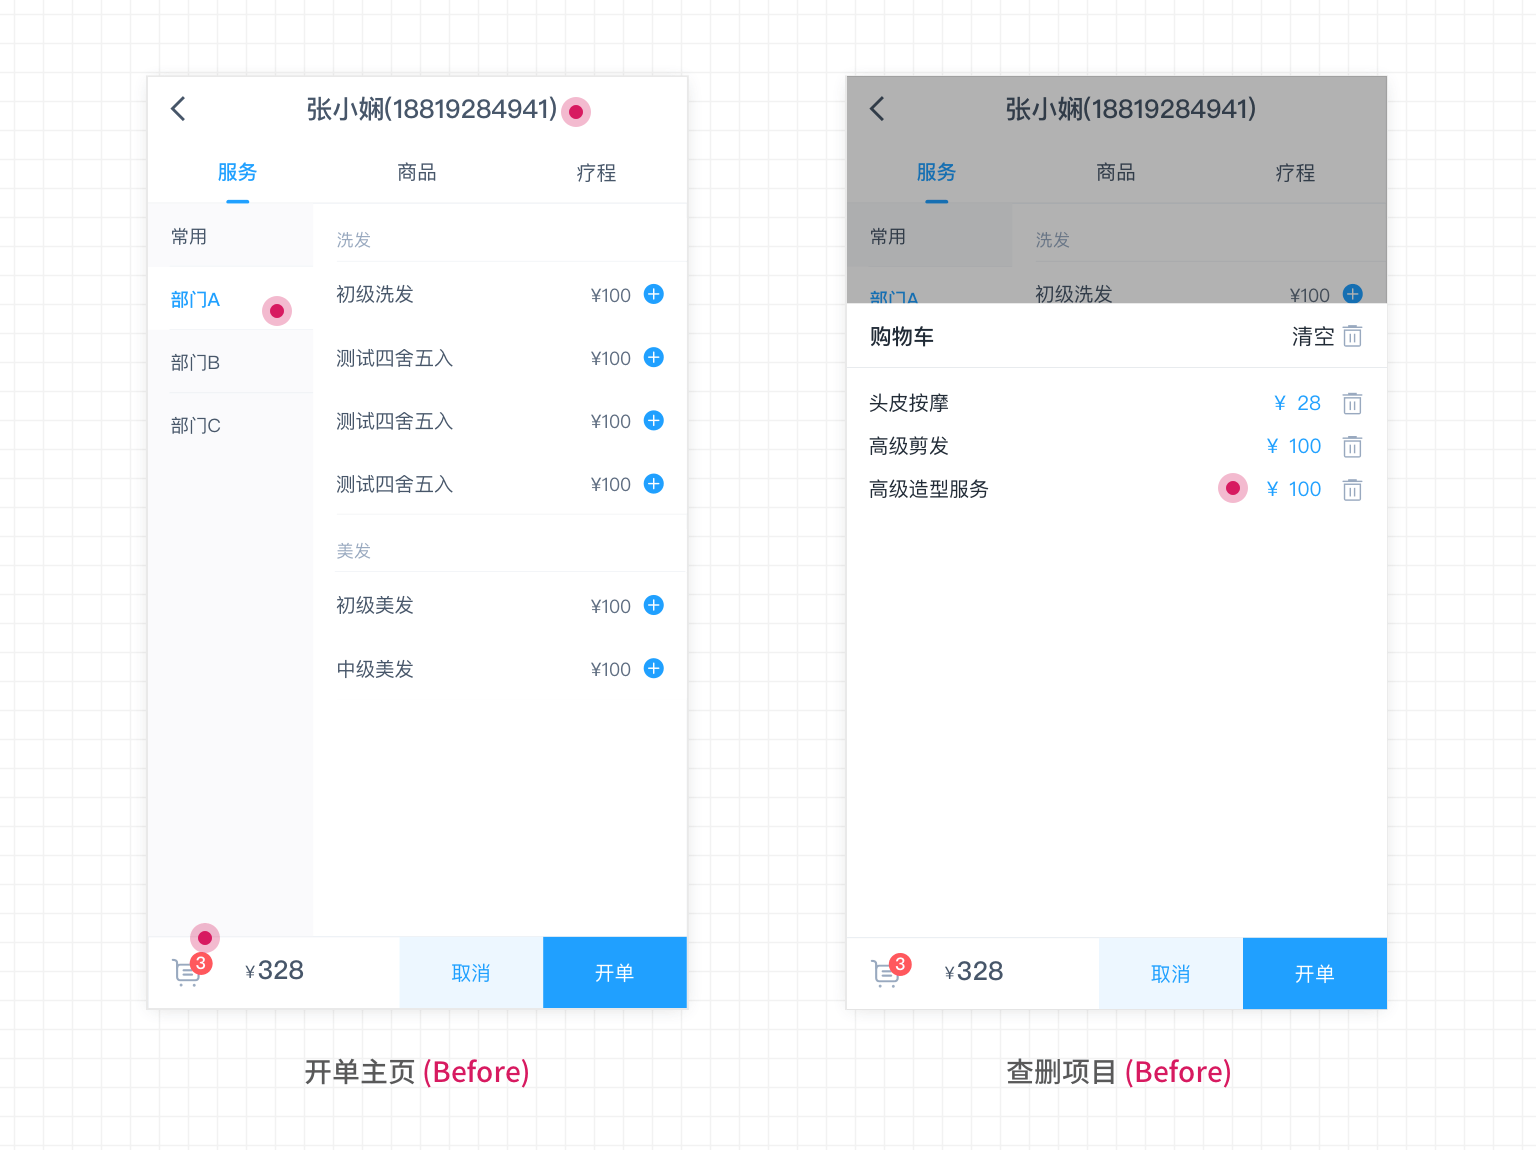 张小娴(18819284941)
服务 商品 疗程
常用
部门A
部门B
部门C
洗发
初级洗发 ¥100
测试四舍五入 ¥100
测试四舍五入 ¥100
测试四舍五入 ¥100
美发
初级美发 ¥100
中级美发 ¥100
3 ¥328 取消 开单
开单主页 (Before)
张小娴(18819284941)
服务 商品 疗程
常用
部门A
洗发
初级洗发 ¥100
购物车 清空
头皮按摩 ¥ 28
高级剪发 ¥ 100
高级造型服务 ¥ 100
3 ¥328 取消 开单
查删项目 (Before)